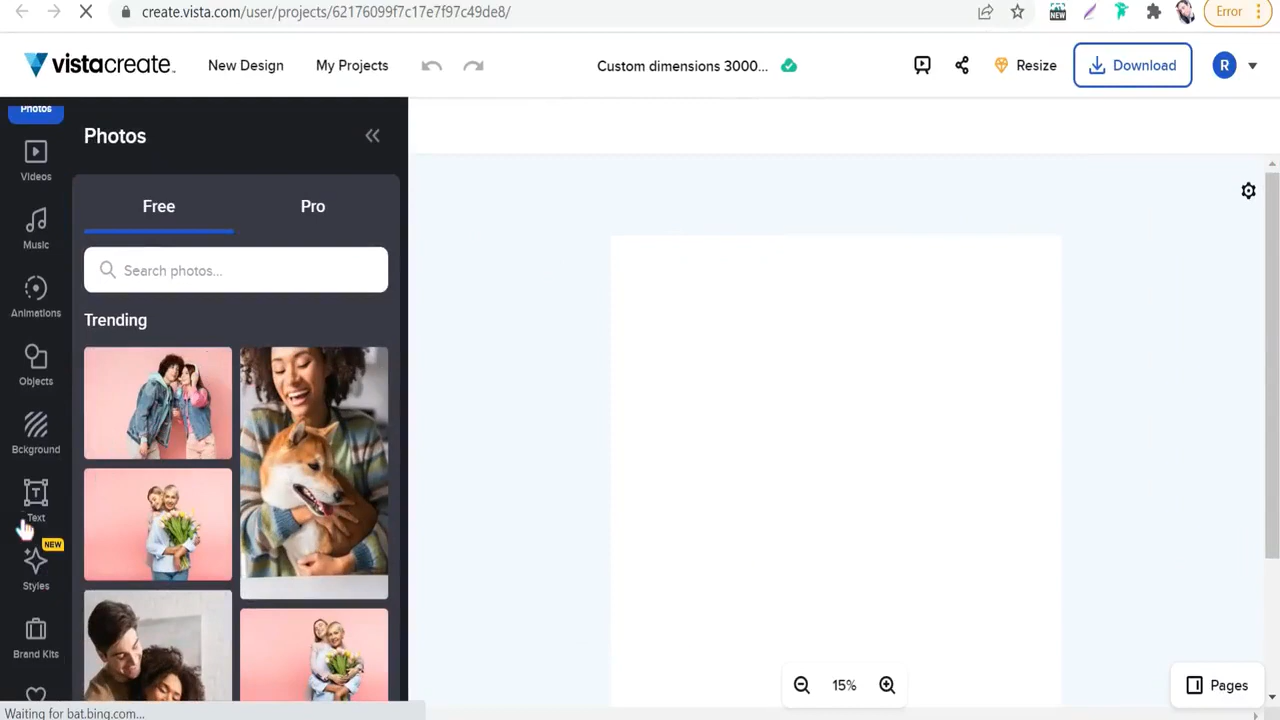 create.vista.com/user/projects/62176099f7c17e7f97c49de8/
NEW
Error
vistacreate
New Design
My Projects
Custom dimensions 3000...
Resize
Download
R
Photos
Videos
Music
Animations
Objects
Bckground
Text
NEW
Styles
Brand Kits
Photos
Free
Pro
Search photos...
Trending
15%
Pages
Waiting for bat.bing.com...